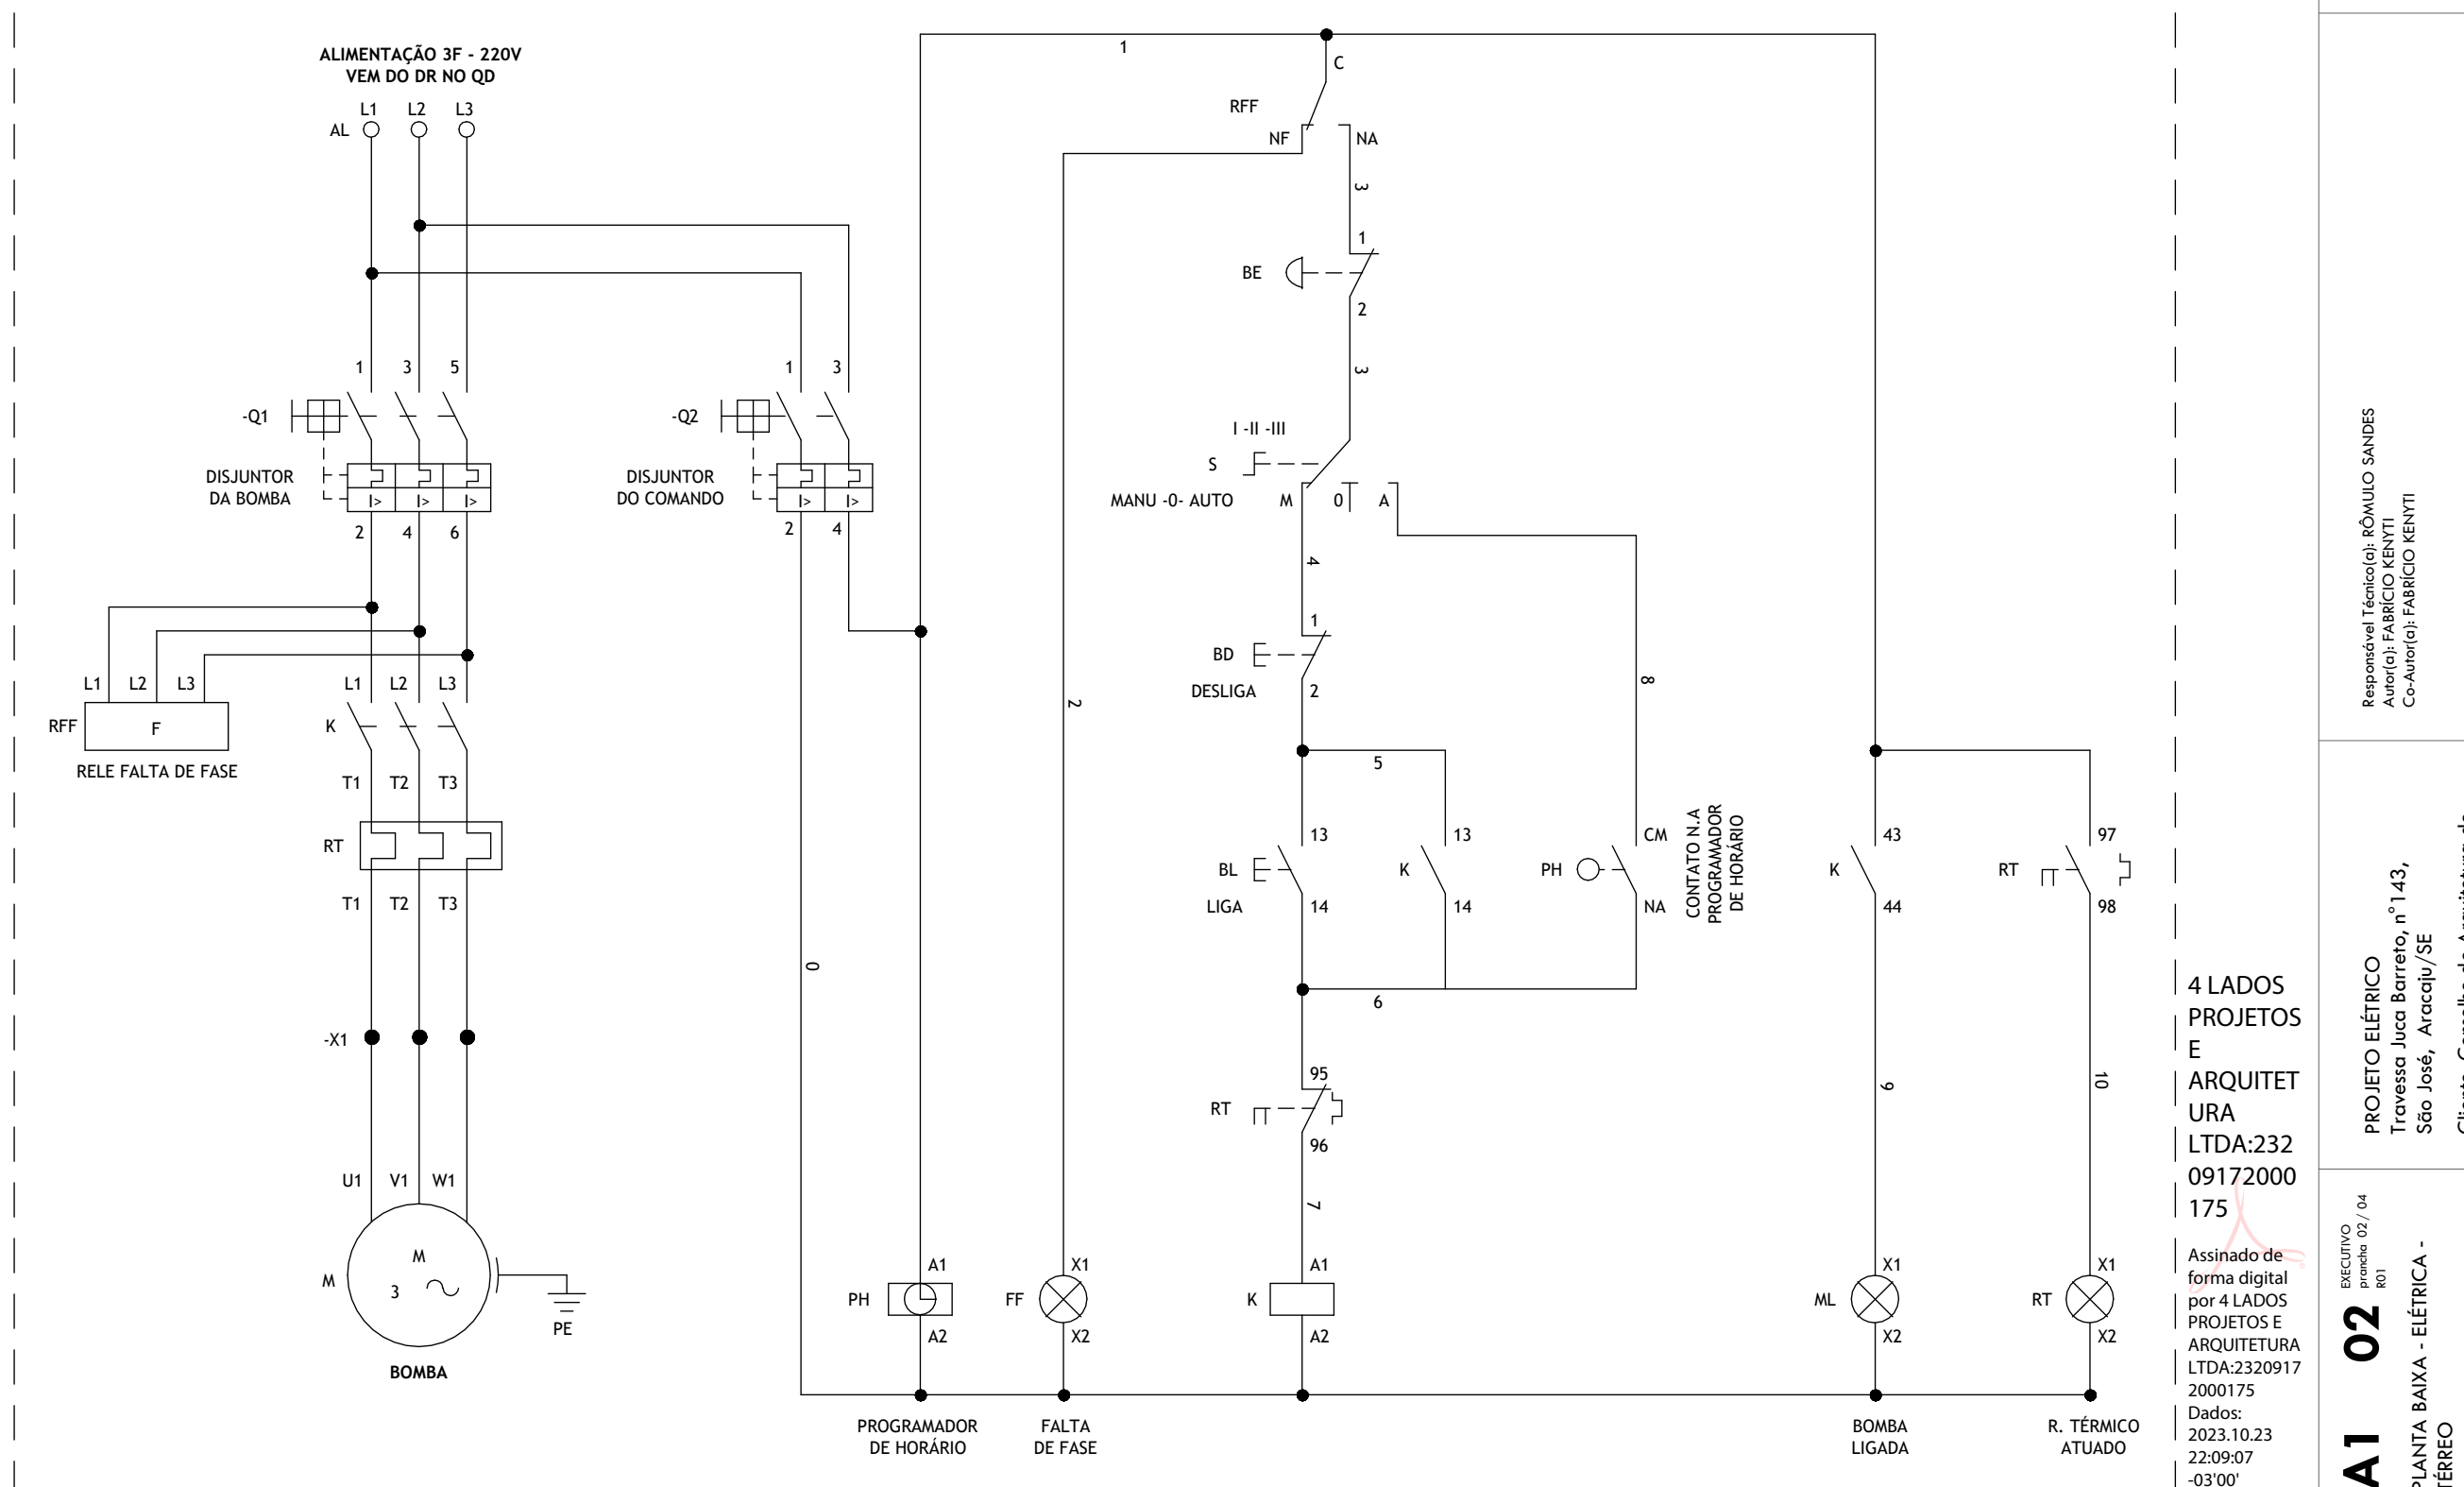 ALIMENTAÇÃO 3F - 220V
VEM DO DR NO QD
L1
L2
L3
AL
1
3
5
-Q1
DISJUNTOR
DA BOMBA
I>
I>
I>
2
4
6
L1
L2
L3
RFF
F
RELE FALTA DE FASE
L1
L2
L3
K
T1
T2
T3
RT
T1
T2
T3
-X1
U1
V1
W1
M
M
3
PE
BOMBA
1
3
-Q2
DISJUNTOR
DO COMANDO
I>
I>
2
4
0
1
C
RFF
NF
NA
3
1
BE
2
3
I -II -III
S
MANU -0- AUTO
M
0
A
4
1
BD
DESLIGA
2
5
8
2
13
BL
LIGA
14
13
K
14
CM
PH
NA
CONTATO N.A
PROGRAMADOR
DE HORÁRIO
6
95
RT
96
7
43
K
44
9
97
RT
98
10
A1
PH
A2
X1
FF
X2
A1
K
A2
X1
ML
X2
X1
RT
X2
PROGRAMADOR
DE HORÁRIO
FALTA
DE FASE
BOMBA
LIGADA
R. TÉRMICO
ATUADO
4 LADOS
PROJETOS
E
ARQUITET
URA
LTDA:232
09172000
175
Assinado de
forma digital
por 4 LADOS
PROJETOS E
ARQUITETURA
LTDA:2320917
2000175
Dados:
2023.10.23
22:09:07
-03'00'
Responsável Técnico(a): RÔMULO SANDES
Autor(a): FABRÍCIO KENYTI
Co-Autor(a): FABRÍCIO KENYTI
PROJETO ELÉTRICO
Travessa Juca Barreto, n°143,
São José, Aracaju/SE
EXECUTIVO
prancha 02/ 04
R01
A1 02
PLANTA BAIXA - ELÉTRICA -
TÉRREO